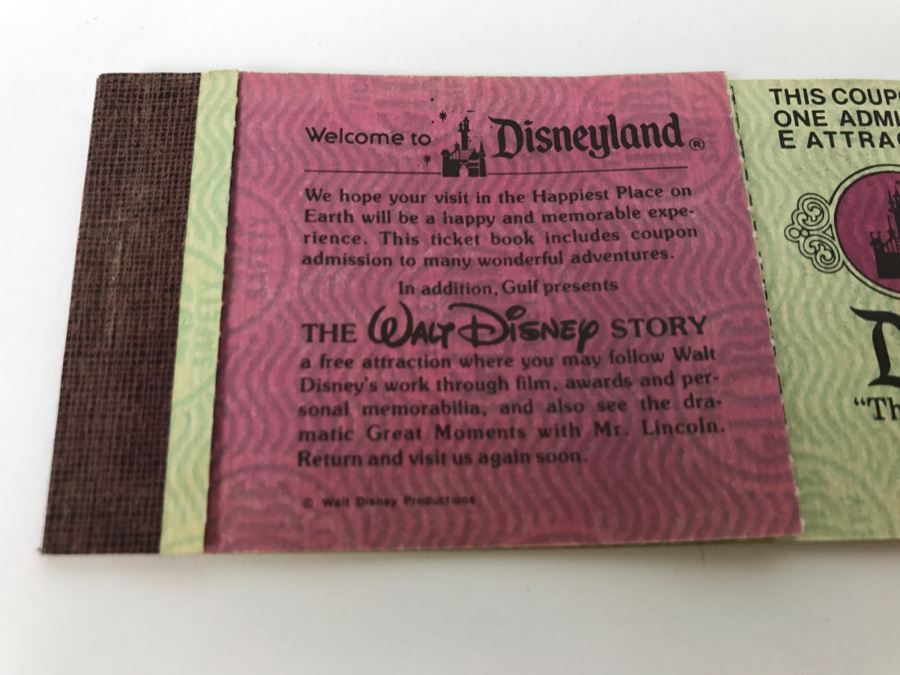 Welcome to Disneyland®
We hope your visit in the Happiest Place on
Earth will be a happy and memorable expe-
rience. This ticket book includes coupon
admission to many wonderful adventures.
In addition, Gulf presents
THE Walt Disney STORY
a free attraction where you may follow Walt
Disney's work through film, awards and per-
sonal memorabilia, and also see the dra-
matic Great Moments with Mr. Lincoln.
Return and visit us again soon.
© Walt Disney Productions
THIS COUP
ONE ADMI
E ATTRA
D
"Th